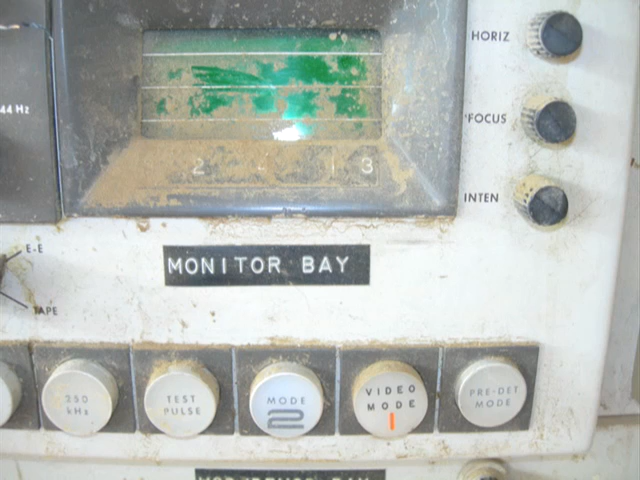 HORIZ
44 Hz
FOCUS
2
3
INTEN
E-E
MONITOR BAY
TAPE
250
kHz
TEST
PULSE
MODE
2
VIDEO
MODE
1
PRE-DET
MODE